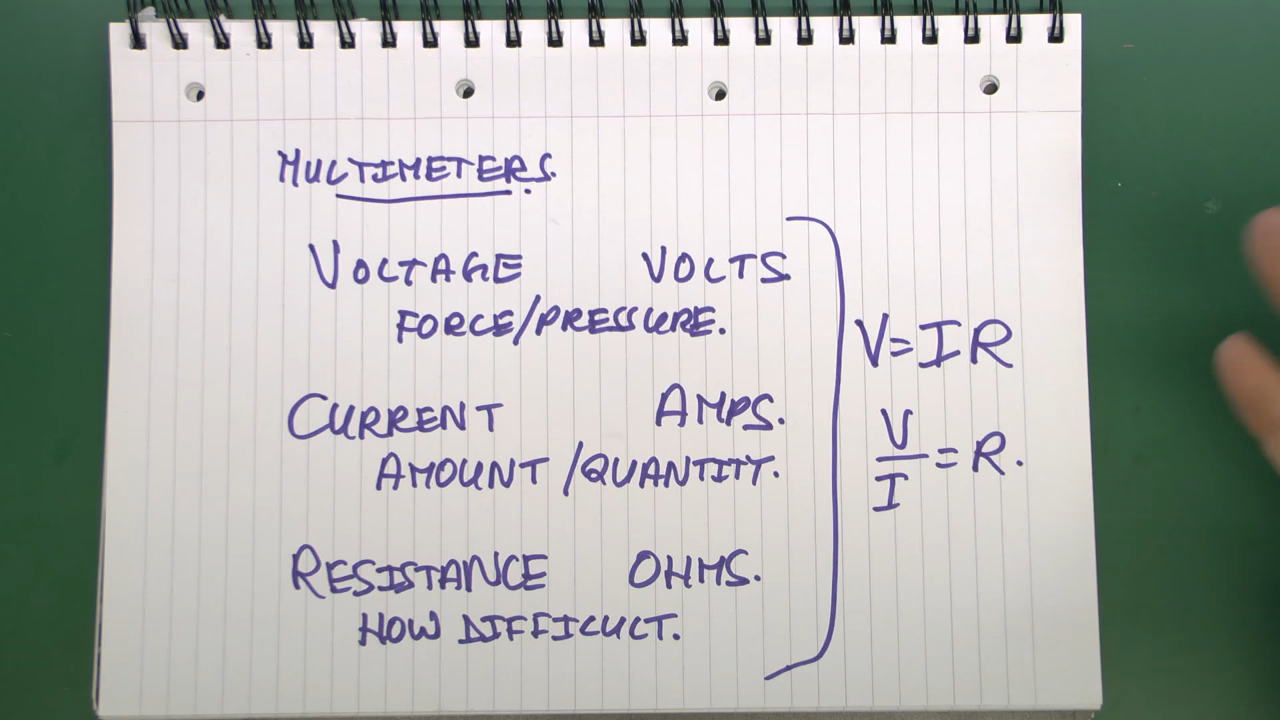 MULTIMETERS.
VOLTAGE VOLTS
FORCE/PRESSURE.
CURRENT AMPS.
AMOUNT/QUANTITY.
RESISTANCE OHMS.
HOW DIFFICULT.
V=IR
V/I=R.